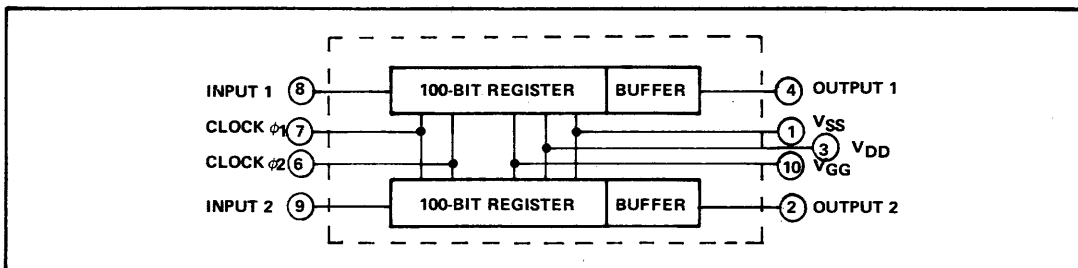 INPUT 1 8 100-BIT REGISTER BUFFER 4 OUTPUT 1
CLOCK ϕ1 7 1 VSS
3 VDD
CLOCK ϕ2 6 10 VGG
INPUT 2 9 100-BIT REGISTER BUFFER 2 OUTPUT 2